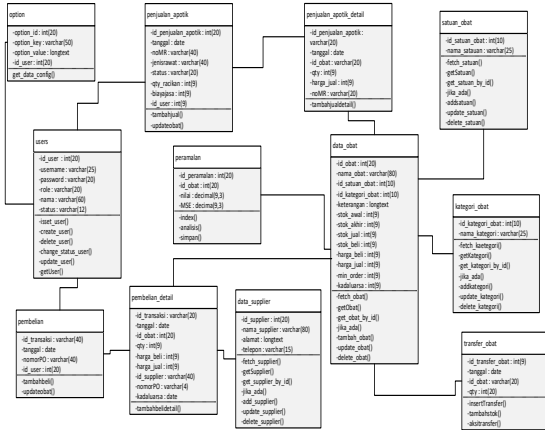 option
-option_id : int(20)
-option_key : varchar(50)
-option_value : longtext
-id_user : int(20)
get_data_config()
penjualan_apotik
-id_penjualan_apotik : int(20)
-tanggal : date
-noMR : varchar(40)
-jenisrawat : varchar(40)
-status : varchar(20)
-qty_racikan : int(9)
-biayajasa : int(9)
-id_user : int(9)
-tambahjual()
-updateobat()
penjualan_apotik_detail
-id_penjualan_apotik :
varchar(20)
-tanggal : date
-id_obat : varchar(20)
-qty : int(9)
-harga_jual : int(9)
-noMR : varchar(20)
-tambahjualdetail()
satuan_obat
-id_satuan_obat : int(10)
-nama_satuan : varchar(25)
-fetch_satuan()
-getSatuan()
-get_satuan_by_id()
-jika_ada()
-addsatuan()
-update_satuan()
-delete_satuan()
users
-id_user : int(20)
-username : varchar(25)
-password : varchar(20)
-role : varchar(20)
-nama : varchar(60)
-status : varchar(12)
-isset_user()
-create_user()
-delete_user()
-change_status_user()
-update_user()
-getUser()
peramalan
-id_peramalan : int(20)
-id_obat : int(20)
-nilai : decimal(9,3)
-MSE : decima(9,3)
-index()
-analisis()
-simpan()
data_obat
-id_obat : int(20)
-nama_obat : varchar(80)
-id_satuan_obat : int(10)
-id_kategori_obat : int(10)
-keterangan : longtext
-stok_awal : int(9)
-stok_akhir : int(9)
-stok_jual : int(9)
-stok_beli : int(9)
-harga_beli : int(9)
-harga_jual : int(9)
-min_order : int(9)
-kadaluarsa : int(9)
-fetch_obat()
-getObat()
-get_obat_by_id()
-jika_ada()
-tambah_obat()
-update_obat()
-delete_obat()
kategori_obat
-id_kategori_obat : int(10)
-nama_kategori : varchar(25)
-fetch_kaetegori()
-getKategori()
-get_kategori_by_id()
-jika_ada()
-addkategori()
-update_kategori()
-delete_kategori()
pembelian
-id_transaksi : varchar(40)
-tanggal : date
-nomorPO : varchar(40)
-id_user : int(20)
-tambahbeli()
-updateobat()
pembelian_detail
-id_transaksi : varchar(20)
-tanggal : date
-id_obat : int(20)
-qty : int(9)
-harga_beli : int(9)
-harga_jual : int(9)
-id_supplier : varchar(40)
-nomorPO : varchar(4)
-kadaluarsa : date
-tambahbelidetail()
data_supplier
-id_supplier : int(20)
-nama_supplier : varchar(80)
-alamat : longtext
-telepon : varchar(15)
-fetch_supplier()
-getSupplier()
-get_supplier_by_id()
-jika_ada()
-add_supplier()
-update_supplier()
-delete_supplier()
transfer_obat
-id_transfer_obat : int(9)
-tanggal : date
-id_obat : varchar(20)
-qty : int(20)
-insertTransfer()
-tambahstok()
-aksitransfer()